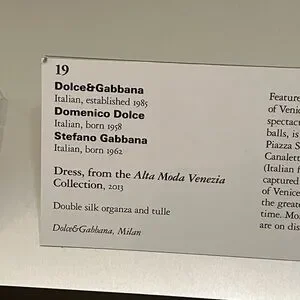 19
Dolce&Gabbana
Italian, established 1985
Domenico Dolce
Italian, born 1958
Stefano Gabbana
Italian, born 1962
Dress, from the Alta Moda Venezia
Collection, 2013
Double silk organza and tulle
Dolce&Gabbana, Milan
Feature
of Venic
spectac
balls, is
Piazza S
Canalett
(Italian f
captured
of Venice
the greate
time. Mo
are on dis